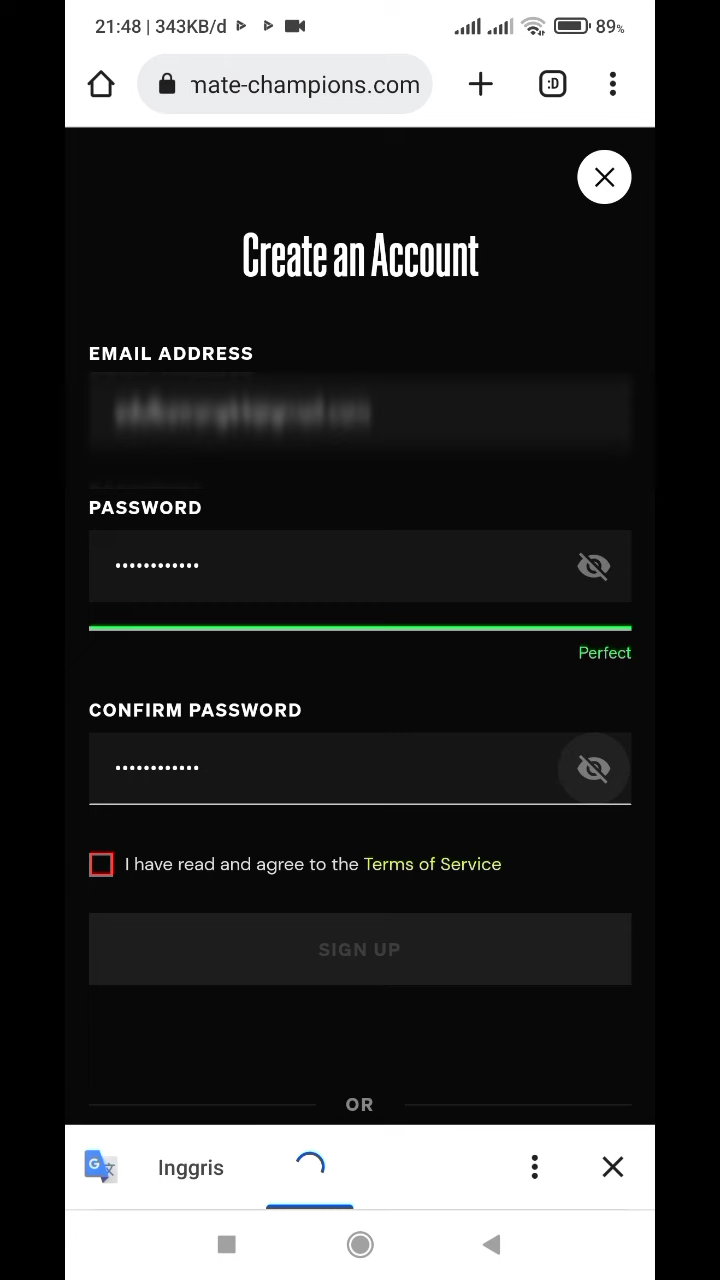 21:48 | 343KB/d 89%
mate-champions.com :D
Create an Account
EMAIL ADDRESS
PASSWORD
••••••••••••
Perfect
CONFIRM PASSWORD
••••••••••••
I have read and agree to the Terms of Service
SIGN UP
OR
Inggris